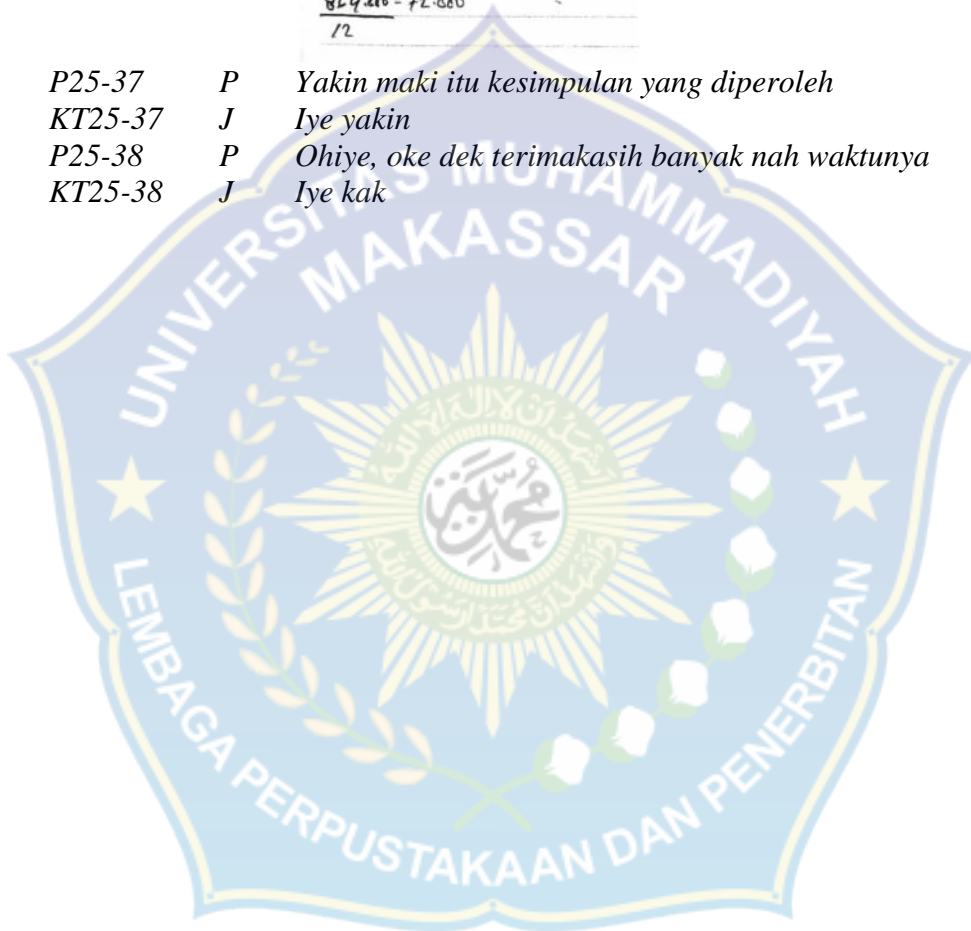 12
P25-37 P Yakin maki itu kesimpulan yang diperoleh
KT25-37 J Iye yakin
P25-38 P Ohiye, oke dek terimakasih banyak nah waktunya
KT25-38 J Iye kak
UNIVERSITAS MUHAMMADIYAH
MAKASSAR
LEMBAGA PERPUSTAKAAN DAN PENERBITAN